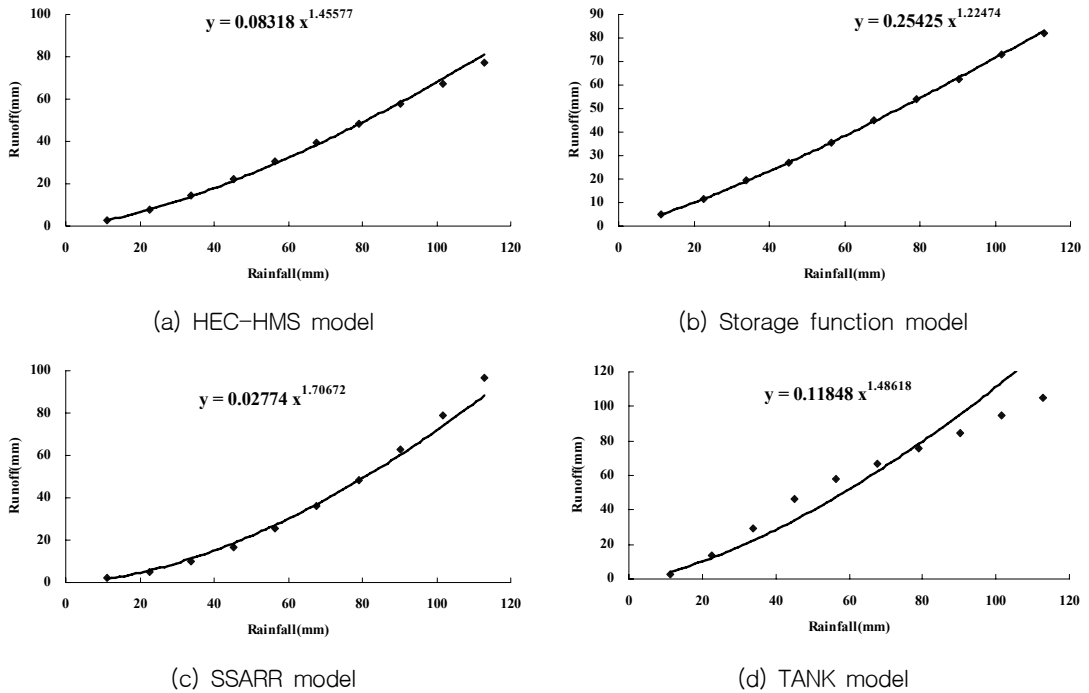 y = 0.08318 x^1.45577
100
80
60
40
20
0
Runoff(mm)
0 20 40 60 80 100 120
Rainfall(mm)
(a) HEC-HMS model
y = 0.25425 x^1.22474
90
80
70
60
50
40
30
20
10
0
Runoff(mm)
0 20 40 60 80 100 120
Rainfall(mm)
(b) Storage function model
y = 0.02774 x^1.70672
100
80
60
40
20
0
Runoff(mm)
0 20 40 60 80 100 120
Rainfall(mm)
(c) SSARR model
y = 0.11848 x^1.48618
120
100
80
60
40
20
0
Runoff(mm)
0 20 40 60 80 100 120
Rainfall(mm)
(d) TANK model